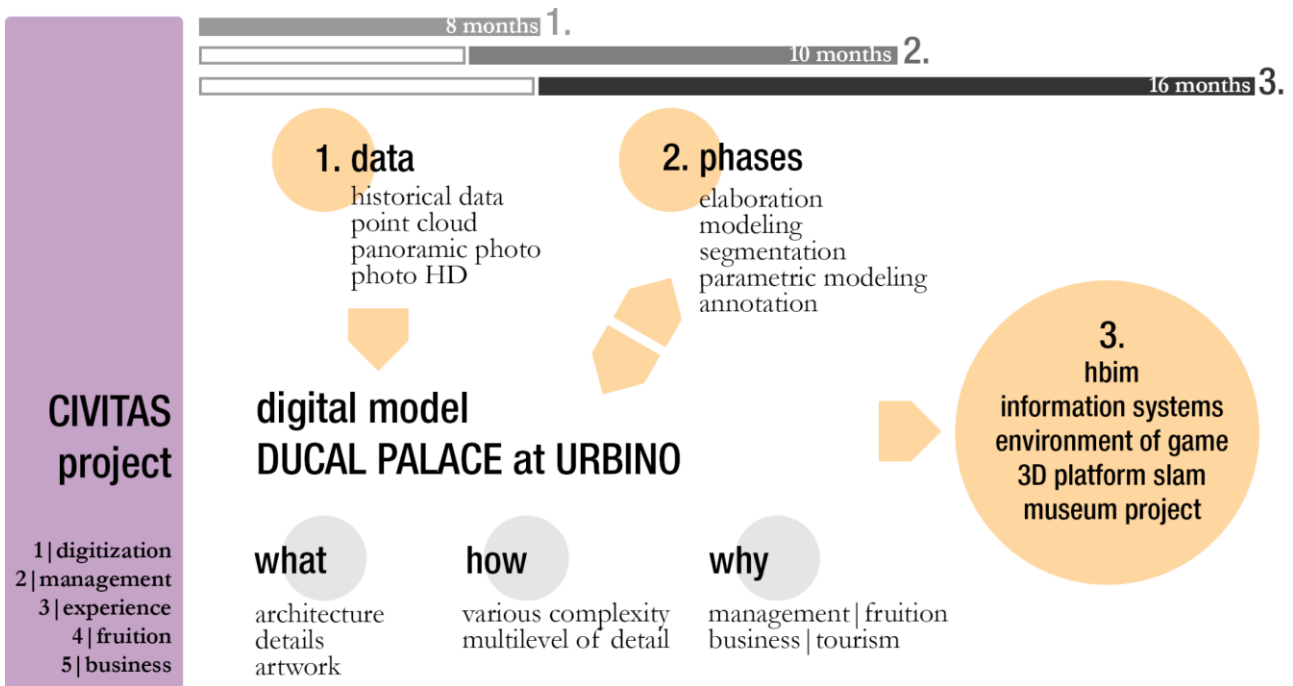 8 months 1.
10 months 2.
16 months 3.
1. data
historical data
point cloud
panoramic photo
photo HD
2. phases
elaboration
modeling
segmentation
parametric modeling
annotation
3.
hbim
information systems
environment of game
3D platform slam
museum project
CIVITAS
project
1|digitization
2|management
3|experience
4|fruition
5|business
digital model
DUCAL PALACE at URBINO
what
architecture
details
artwork
how
various complexity
multilevel of detail
why
management|fruition
business|tourism